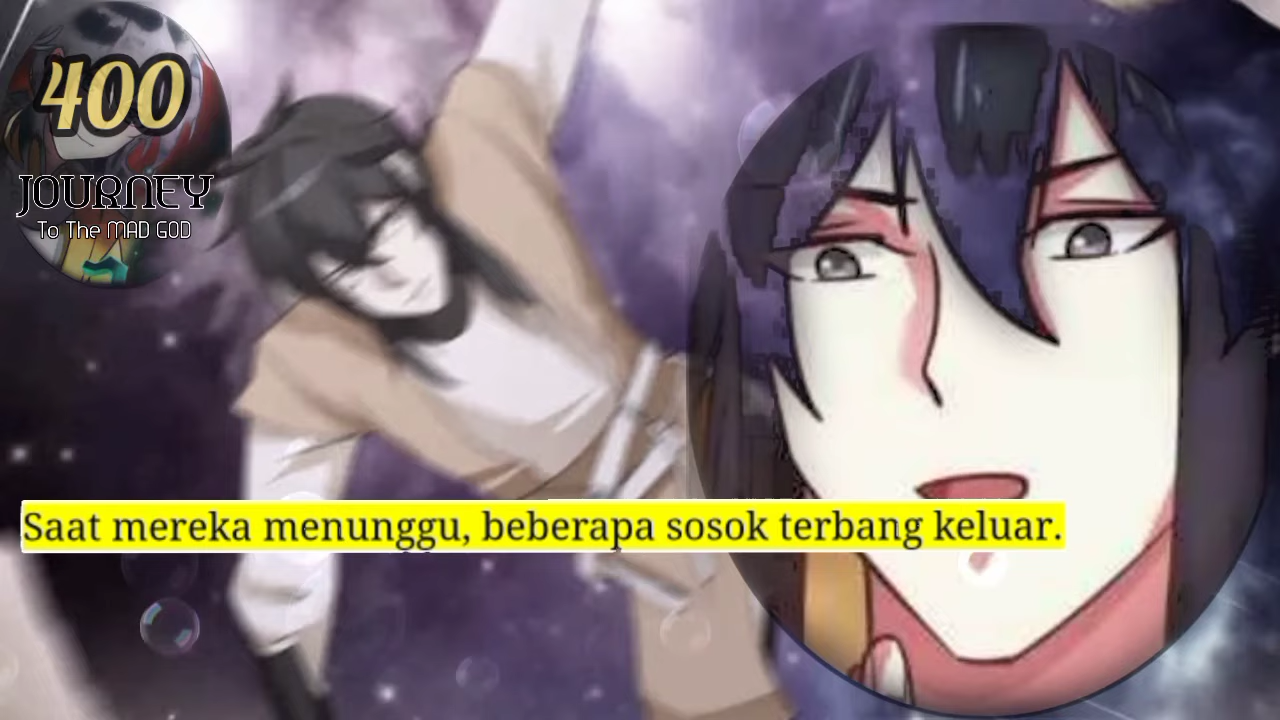 400
JOURNEY
To The MAD GOD
Saat mereka menunggu, beberapa sosok terbang keluar.